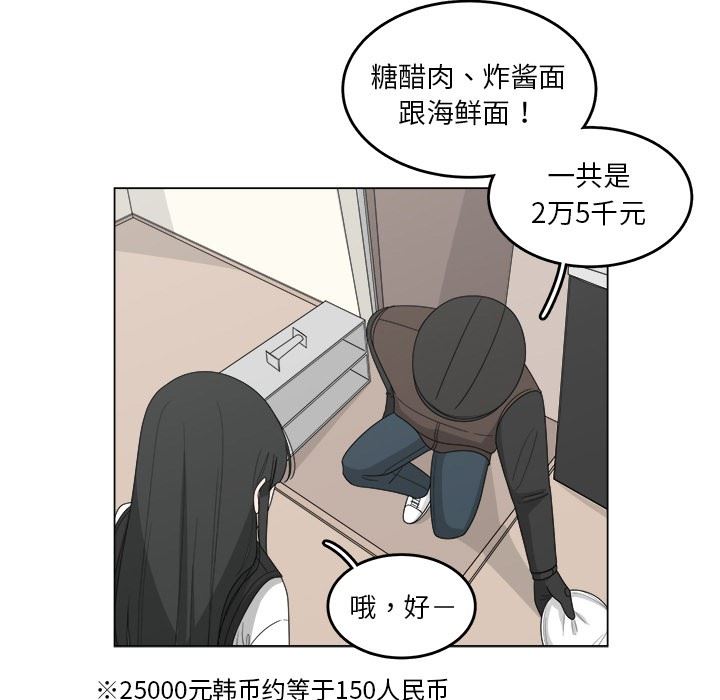 糖醋肉、炸酱面
跟海鲜面！
一共是
2万5千元
哦，好－
※25000元韩币约等于150人民币